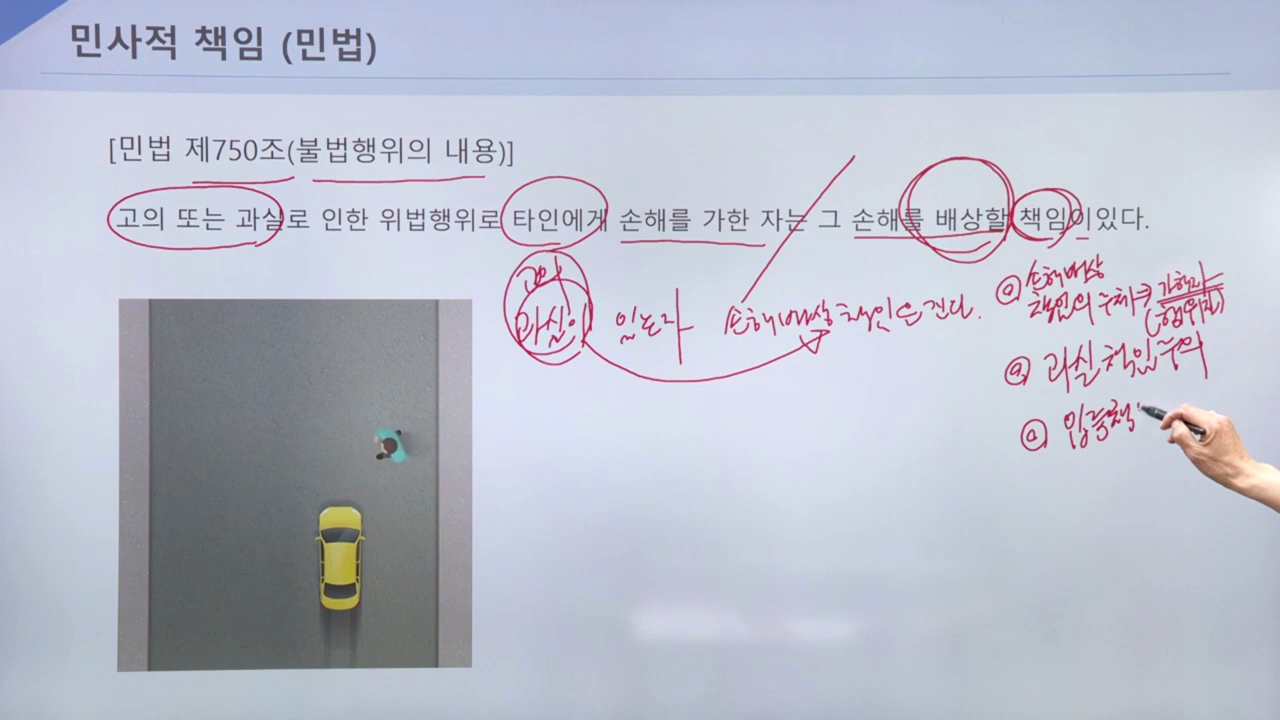 민사적 책임 (민법)
[민법 제750조(불법행위의 내용)]
고의 또는 과실로 인한 위법행위로 타인에게 손해를 가한 자는 그 손해를 배상할 책임이 있다.
고의
과실이 있는자 손해배상 책임을 진다.
ⓐ 손해배상
책임의 주체 → 가해자
(행위자)
ⓐ 과실 책임주의
ⓐ 입증책